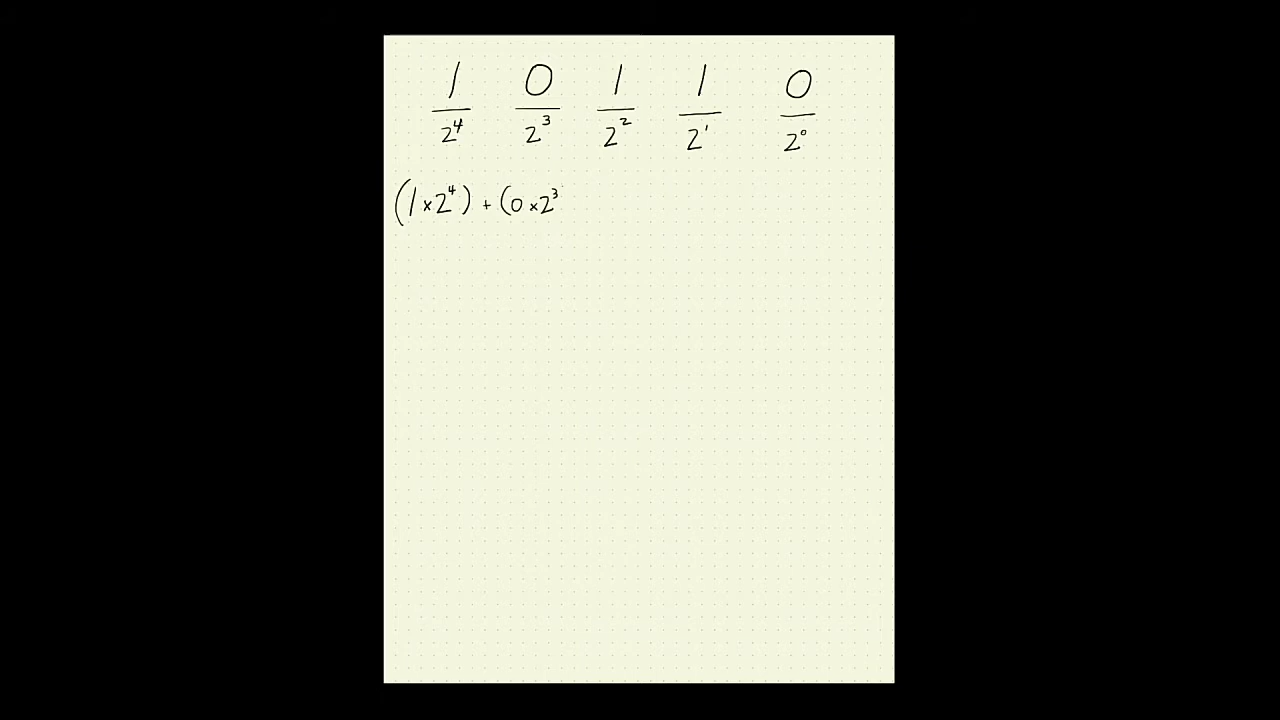 1 0 1 1 0
2⁴ 2³ 2² 2¹ 2⁰
(1×2⁴) + (0×2³